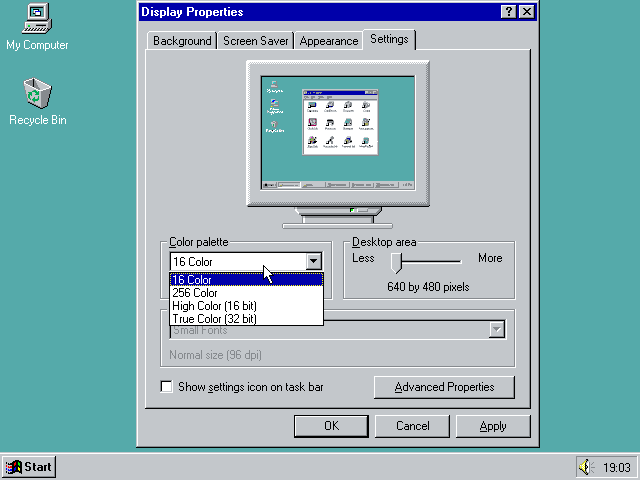 My Computer
Recycle Bin
Display Properties
Background
Screen Saver
Appearance
Settings
Color palette
16 Color
16 Color
256 Color
High Color (16 bit)
True Color (32 bit)
Desktop area
Less
More
640 by 480 pixels
Small Fonts
Normal size (96 dpi)
Show settings icon on task bar
Advanced Properties
OK
Cancel
Apply
Start
19:03